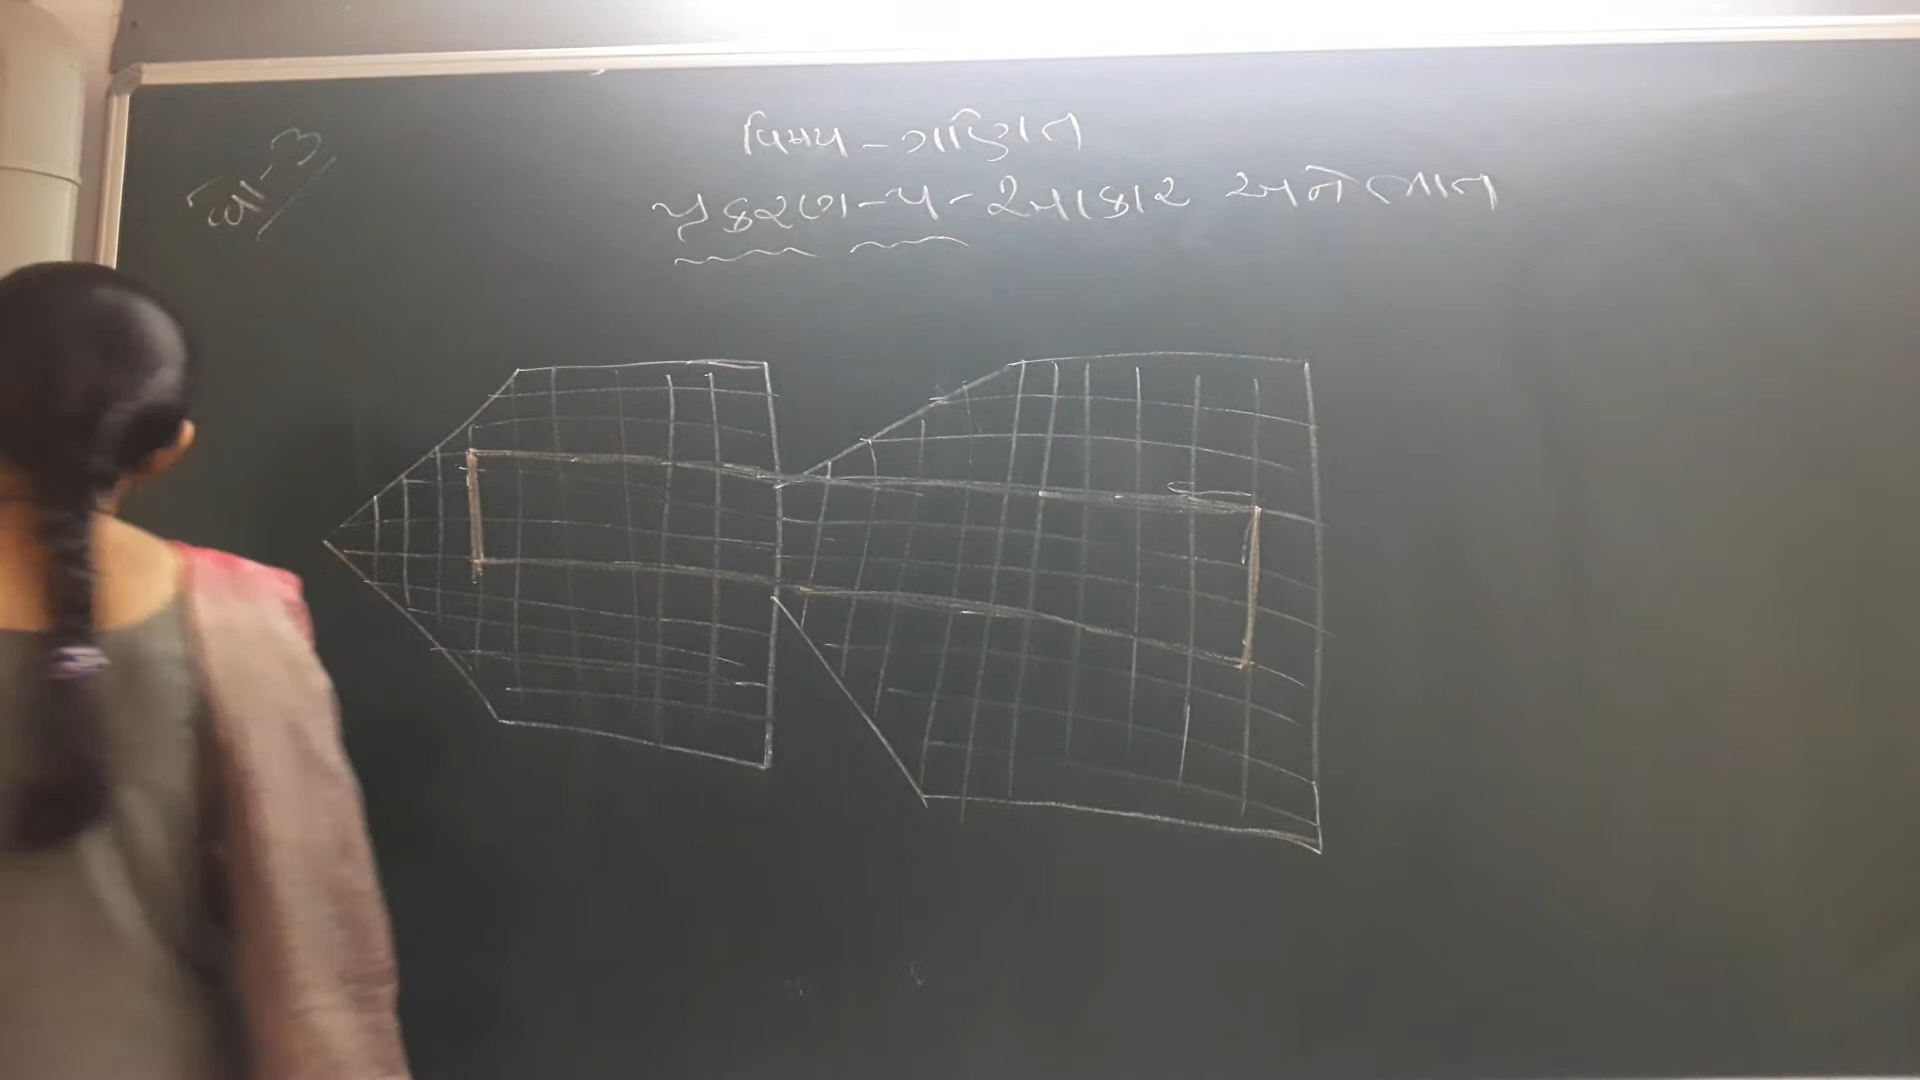 ધો-૩
વિષય - ગણિત
પ્રકરણ-૫-આકાર અને ભાત